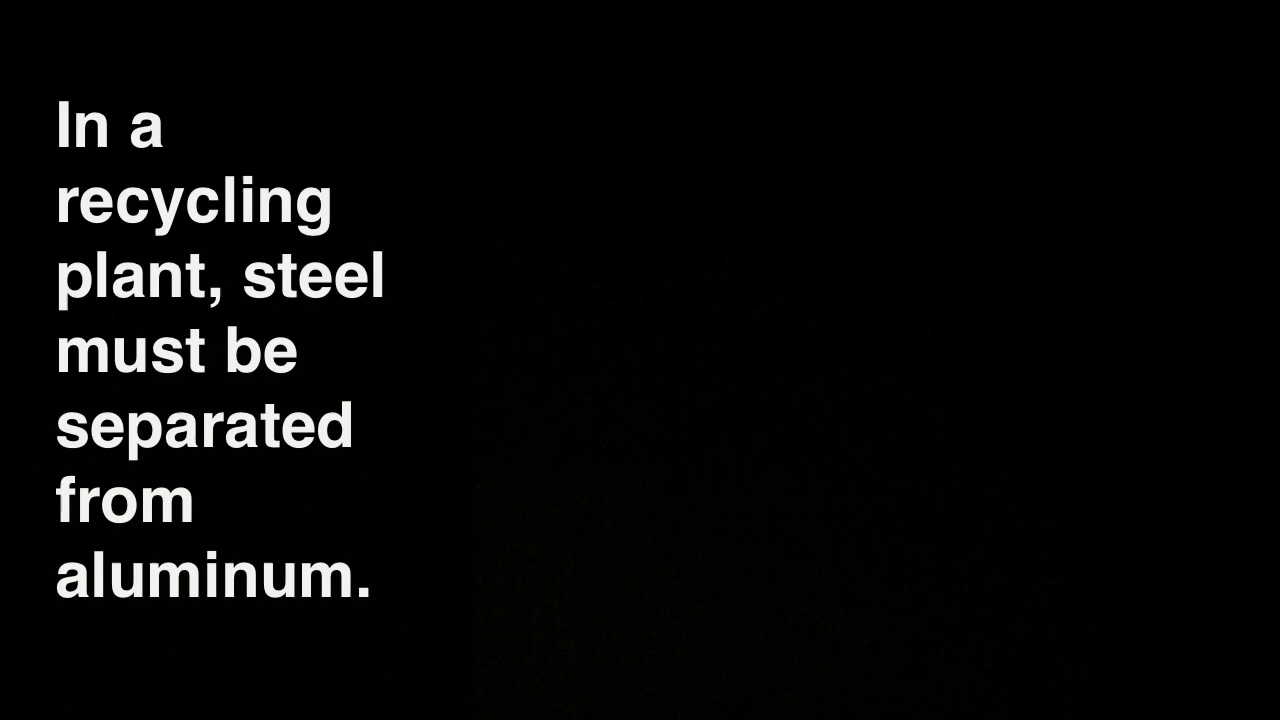 In a
recycling
plant, steel
must be
separated
from
aluminum.